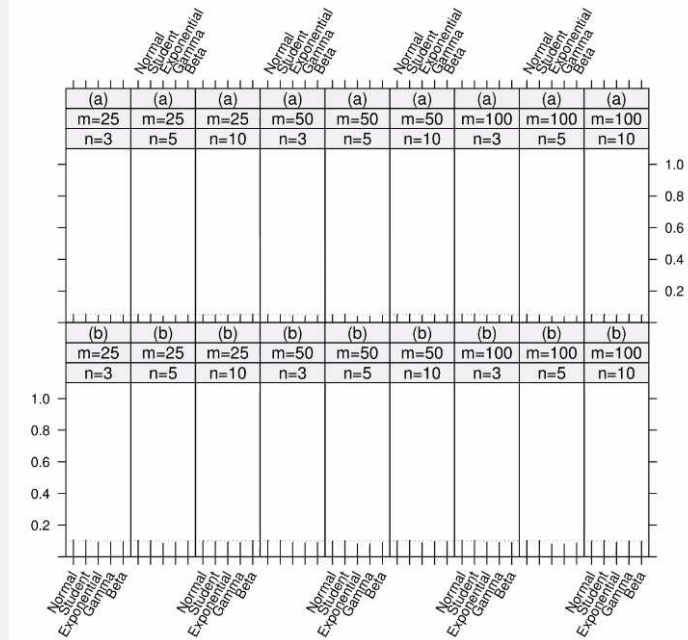 Normal Student Exponential Gamma Beta Normal Student Exponential Gamma Beta Normal Student Exponential Gamma Beta Normal Student Exponential Gamma Beta
(a) (a) (a) (a) (a) (a) (a) (a) (a)
m=25 m=25 m=25 m=50 m=50 m=50 m=100 m=100 m=100
n=3 n=5 n=10 n=3 n=5 n=10 n=3 n=5 n=10
1.0
0.8
0.6
0.4
0.2
(b) (b) (b) (b) (b) (b) (b) (b) (b)
m=25 m=25 m=25 m=50 m=50 m=50 m=100 m=100 m=100
n=3 n=5 n=10 n=3 n=5 n=10 n=3 n=5 n=10
1.0
0.8
0.6
0.4
0.2
Normal Student Exponential Gamma Beta Normal Student Exponential Gamma Beta Normal Student Exponential Gamma Beta Normal Student Exponential Gamma Beta Normal Student Exponential Gamma Beta